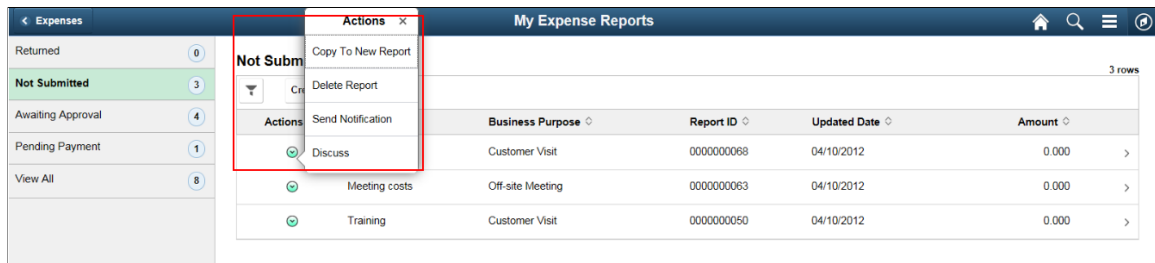 Expenses
Actions ×
My Expense Reports
Returned 0
Not Submitted 3
Awaiting Approval 4
Pending Payment 1
View All 8
Copy To New Report
Delete Report
Send Notification
Discuss
Not Subm
3 rows
Cre
Actions Business Purpose Report ID Updated Date Amount
Customer Visit 0000000068 04/10/2012 0.000
Meeting costs Off-site Meeting 0000000063 04/10/2012 0.000
Training Customer Visit 0000000050 04/10/2012 0.000